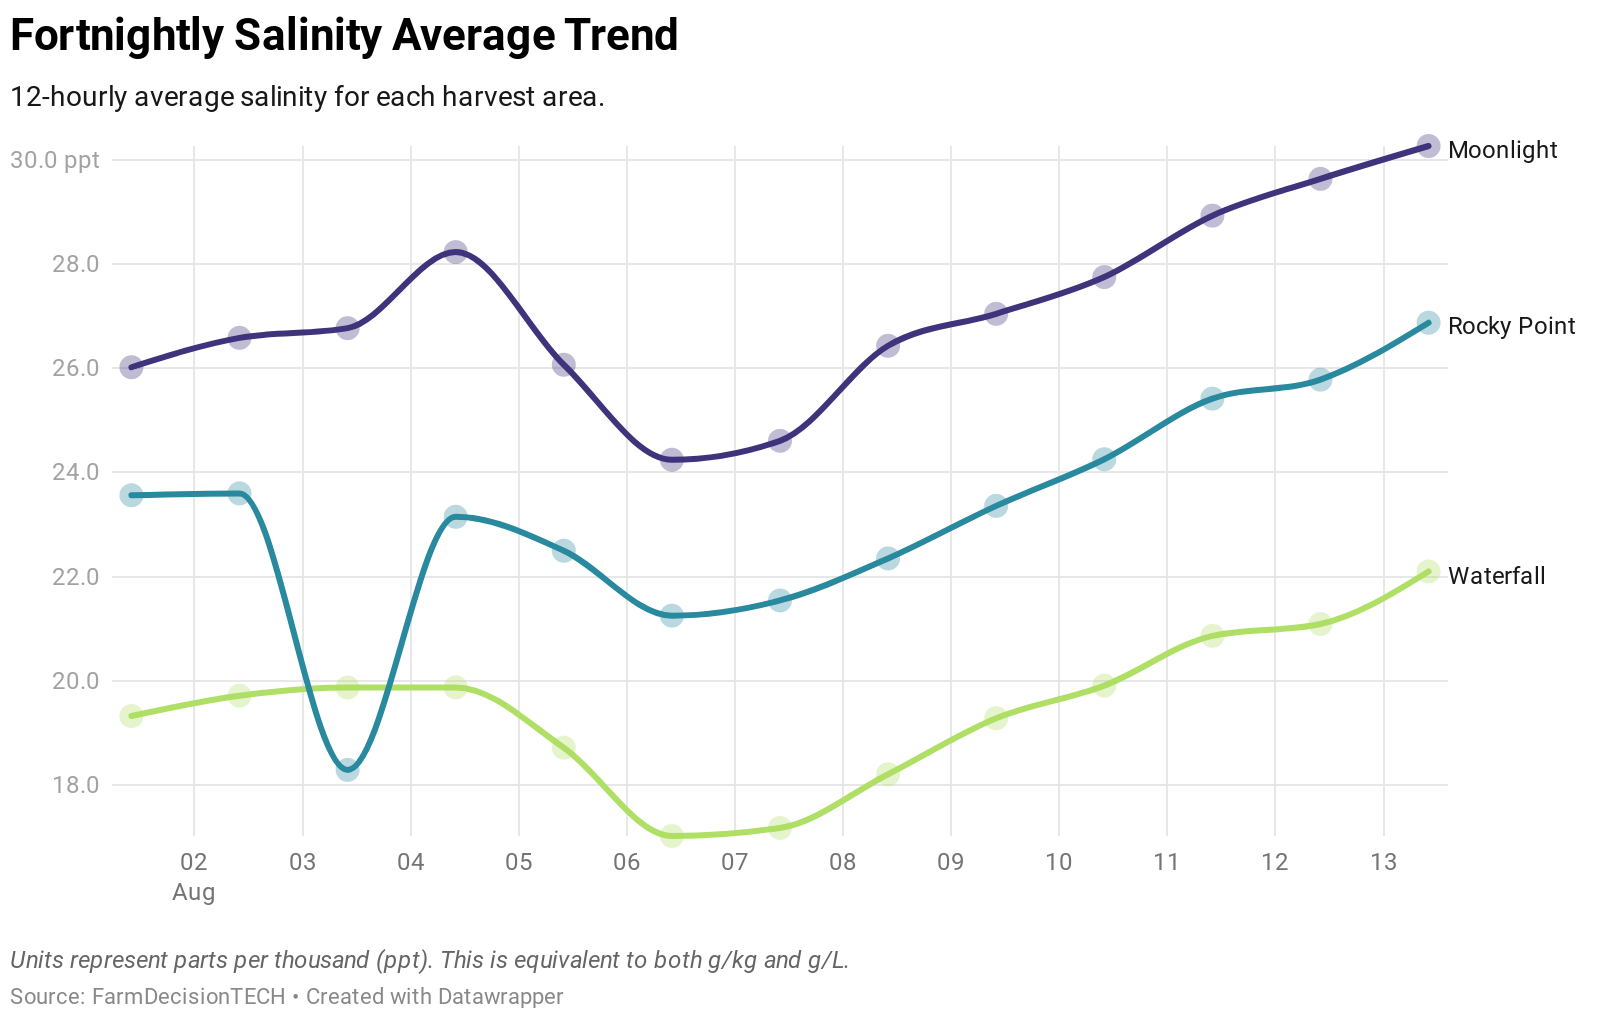 Fortnightly Salinity Average Trend
12-hourly average salinity for each harvest area.
30.0 ppt
28.0
26.0
24.0
22.0
20.0
18.0
Moonlight
Rocky Point
Waterfall
02 03 04 05 06 07 08 09 10 11 12 13
Aug
Units represent parts per thousand (ppt). This is equivalent to both g/kg and g/L.
Source: FarmDecisionTECH • Created with Datawrapper